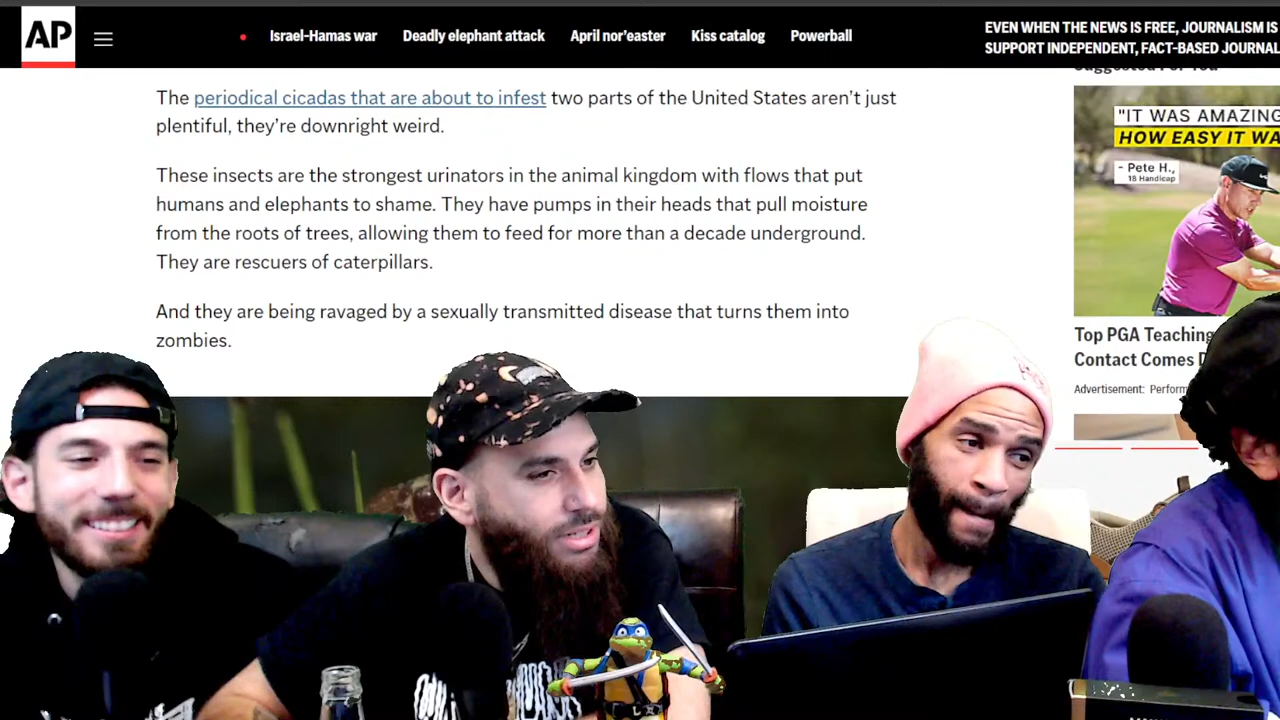 AP
Israel-Hamas war Deadly elephant attack April nor'easter Kiss catalog Powerball
EVEN WHEN THE NEWS IS FREE, JOURNALISM IS
SUPPORT INDEPENDENT, FACT-BASED JOURNAL
The periodical cicadas that are about to infest two parts of the United States aren't just
plentiful, they're downright weird.
These insects are the strongest urinators in the animal kingdom with flows that put
humans and elephants to shame. They have pumps in their heads that pull moisture
from the roots of trees, allowing them to feed for more than a decade underground.
They are rescuers of caterpillars.
And they are being ravaged by a sexually transmitted disease that turns them into
zombies.
Suggested For You
"IT WAS AMAZING
HOW EASY IT WA
- Pete H.,
18 Handicap
Top PGA Teaching
Contact Comes
Advertisement: Perform